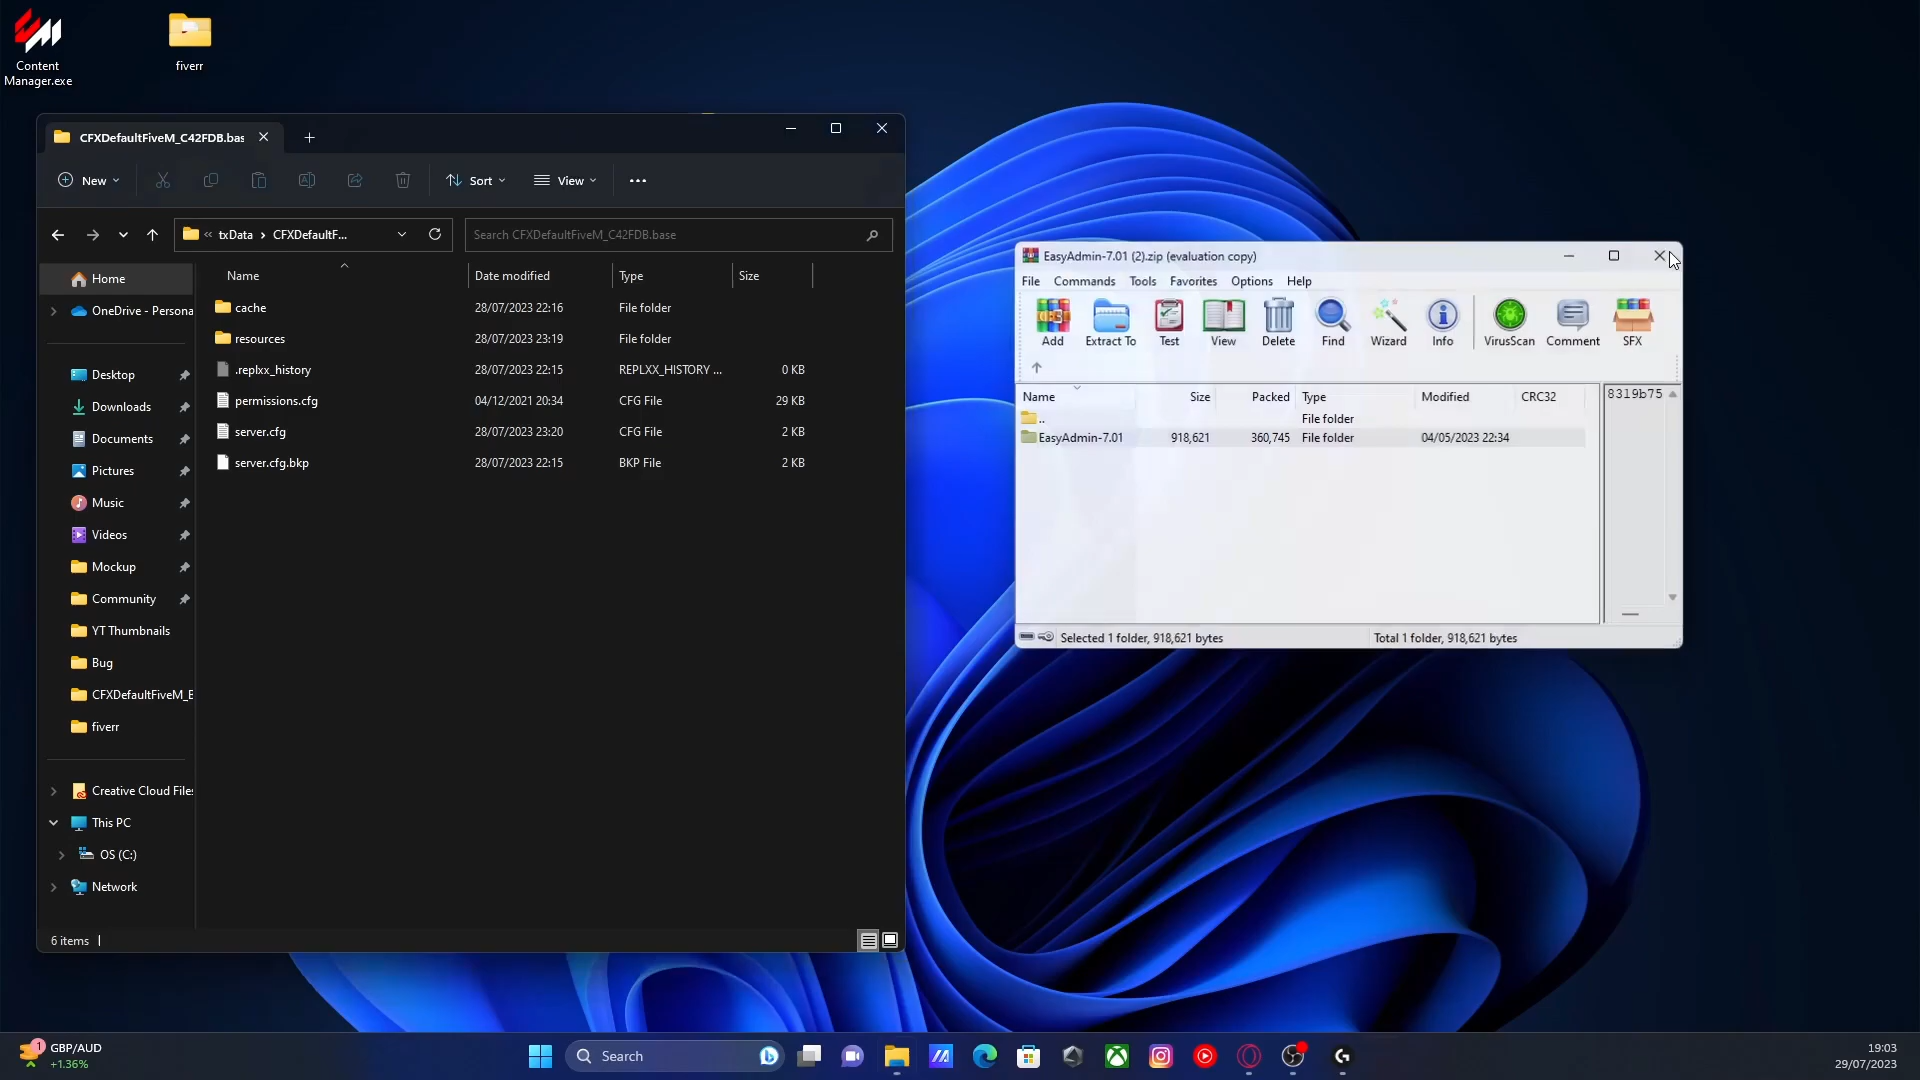 Content
Manager.exe
fiverr
CFXDefaultFiveM_C42FDB.bas
New
Sort
View
« txData › CFXDefaultF...
Search CFXDefaultFiveM_C42FDB.base
Home
OneDrive - Persona
Desktop
Downloads
Documents
Pictures
Music
Videos
Mockup
Community
YT Thumbnails
Bug
CFXDefaultFiveM_E
fiverr
Creative Cloud Files
This PC
OS (C:)
Network
Name Date modified Type Size
cache 28/07/2023 22:16 File folder
resources 28/07/2023 23:19 File folder
.replxx_history 28/07/2023 22:15 REPLXX_HISTORY ... 0 KB
permissions.cfg 04/12/2021 20:34 CFG File 29 KB
server.cfg 28/07/2023 23:20 CFG File 2 KB
server.cfg.bkp 28/07/2023 22:15 BKP File 2 KB
6 items
EasyAdmin-7.01 (2).zip (evaluation copy)
File Commands Tools Favorites Options Help
Add Extract To Test View Delete Find Wizard Info VirusScan Comment SFX
Name Size Packed Type Modified CRC32
.. File folder
EasyAdmin-7.01 918,621 360,745 File folder 04/05/2023 22:34
8319b75
Selected 1 folder, 918,621 bytes
Total 1 folder, 918,621 bytes
1
GBP/AUD
+1.36%
Search
19:03
29/07/2023